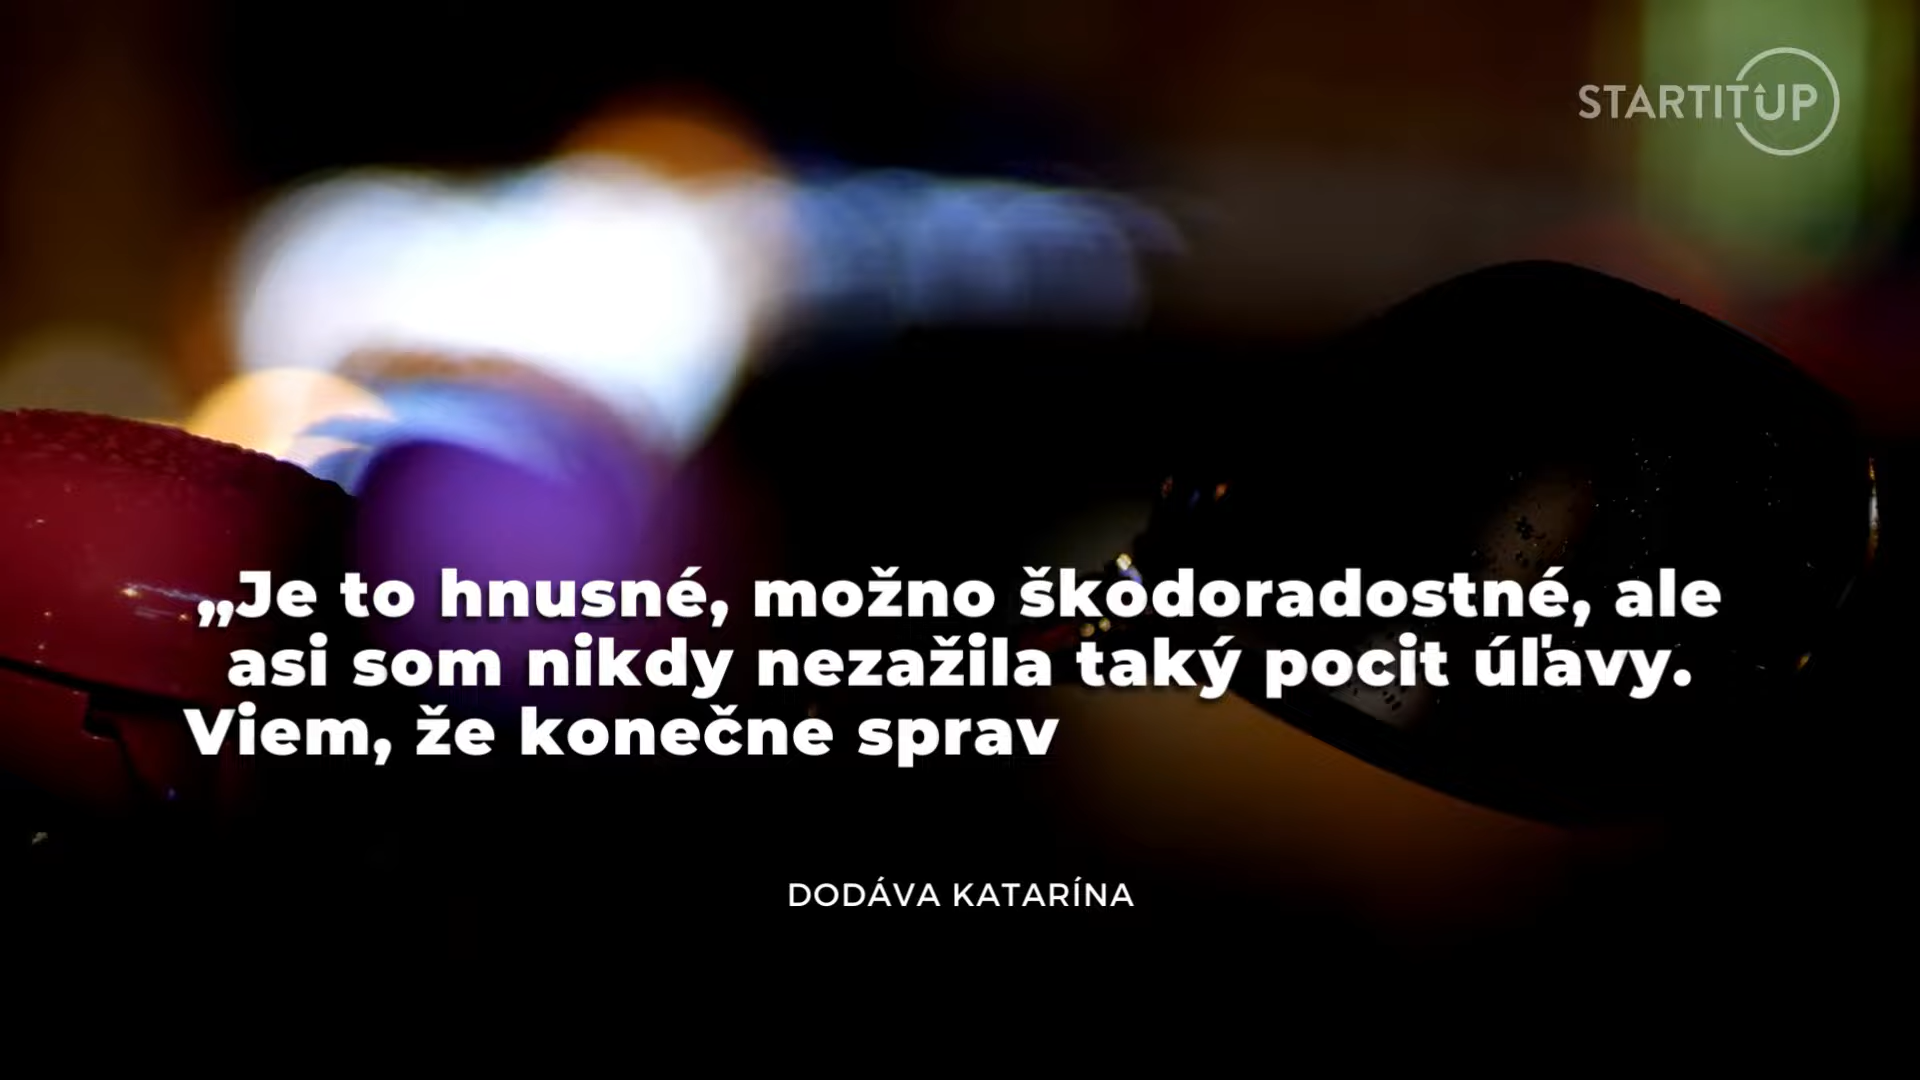 STARTITUP
„Je to hnusné, možno škodoradostné, ale
asi som nikdy nezažila taký pocit úľavy.
Viem, že konečne sprav
DODÁVA KATARÍNA